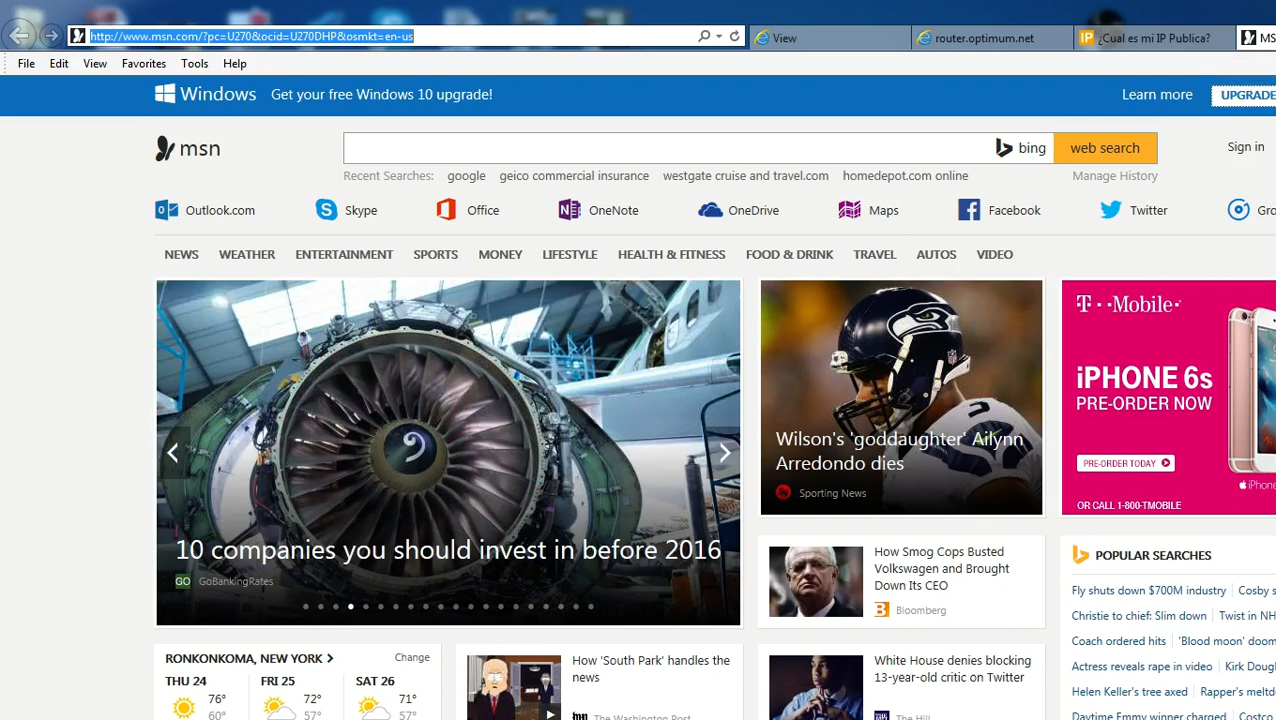 http://www.msn.com/?pc=U270&ocid=U270DHP&osmkt=en-us
View
router.optimum.net
IP
¿Cual es mi IP Publica?
File Edit View Favorites Tools Help
Windows Get your free Windows 10 upgrade! Learn more UPGRADE
msn
bing web search
Sign in
Recent Searches: google geico commercial insurance westgate cruise and travel.com homedepot.com online Manage History
Outlook.com Skype Office OneNote OneDrive Maps Facebook Twitter
NEWS WEATHER ENTERTAINMENT SPORTS MONEY LIFESTYLE HEALTH & FITNESS FOOD & DRINK TRAVEL AUTOS VIDEO
10 companies you should invest in before 2016
GO GoBankingRates
Wilson's 'goddaughter' Ailynn
Arredondo dies
Sporting News
T-Mobile
iPHONE 6s
PRE-ORDER NOW
PRE-ORDER TODAY
iPhone
OR CALL 1-800-TMOBILE
How Smog Cops Busted
Volkswagen and Brought
Down Its CEO
Bloomberg
POPULAR SEARCHES
Fly shuts down $700M industry
Christie to chief: Slim down Twist in
Coach ordered hits 'Blood moon'
Actress reveals rape in video Kirk
Helen Keller's tree axed Rapper's
Daytime Emmy winner charged
RONKONKOMA, NEW YORK Change
THU 24 FRI 25 SAT 26
76° 72° 71°
60° 57° 57°
How 'South Park' handles the
news
The Washington Post
White House denies blocking
13-year-old critic on Twitter
The Hill